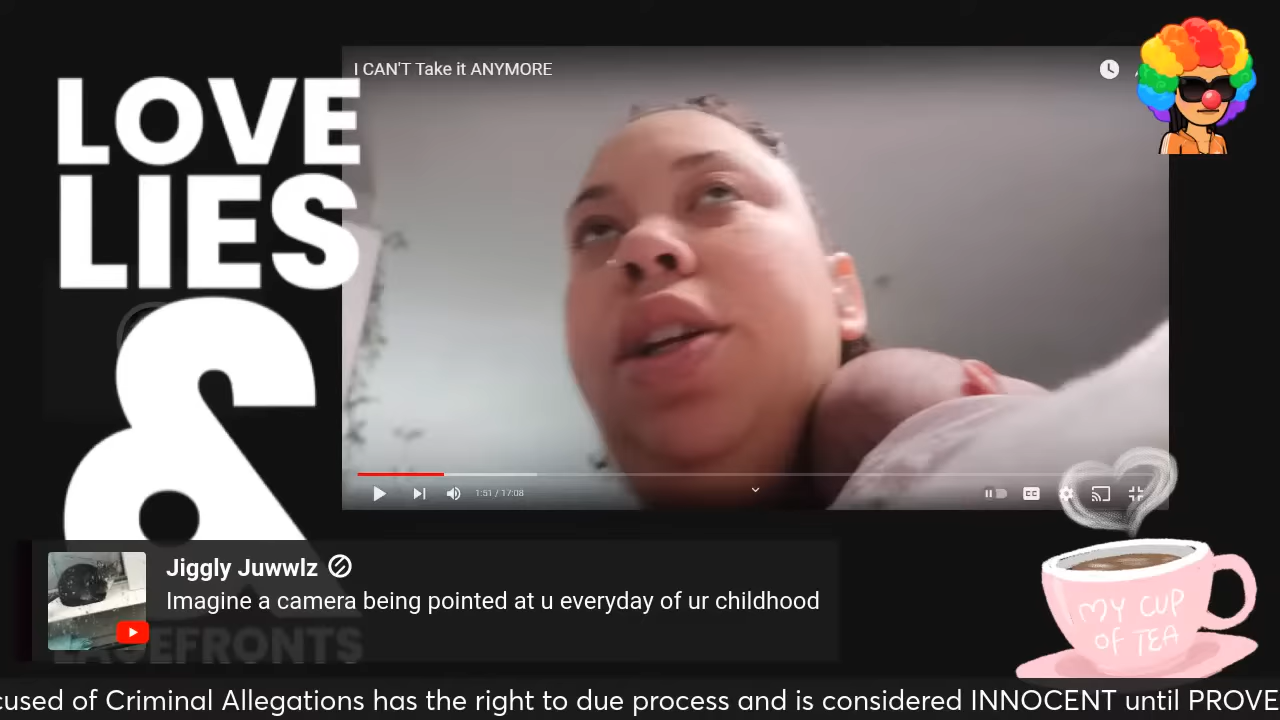 I CAN'T Take it ANYMORE
LOVE
LIES
&
1:51 / 17:08
CC
Jiggly Juwwlz
Imagine a camera being pointed at u everyday of ur childhood
LACEFRONTS
MY CUP
OF TEA
cused of Criminal Allegations has the right to due process and is considered INNOCENT until PROVE